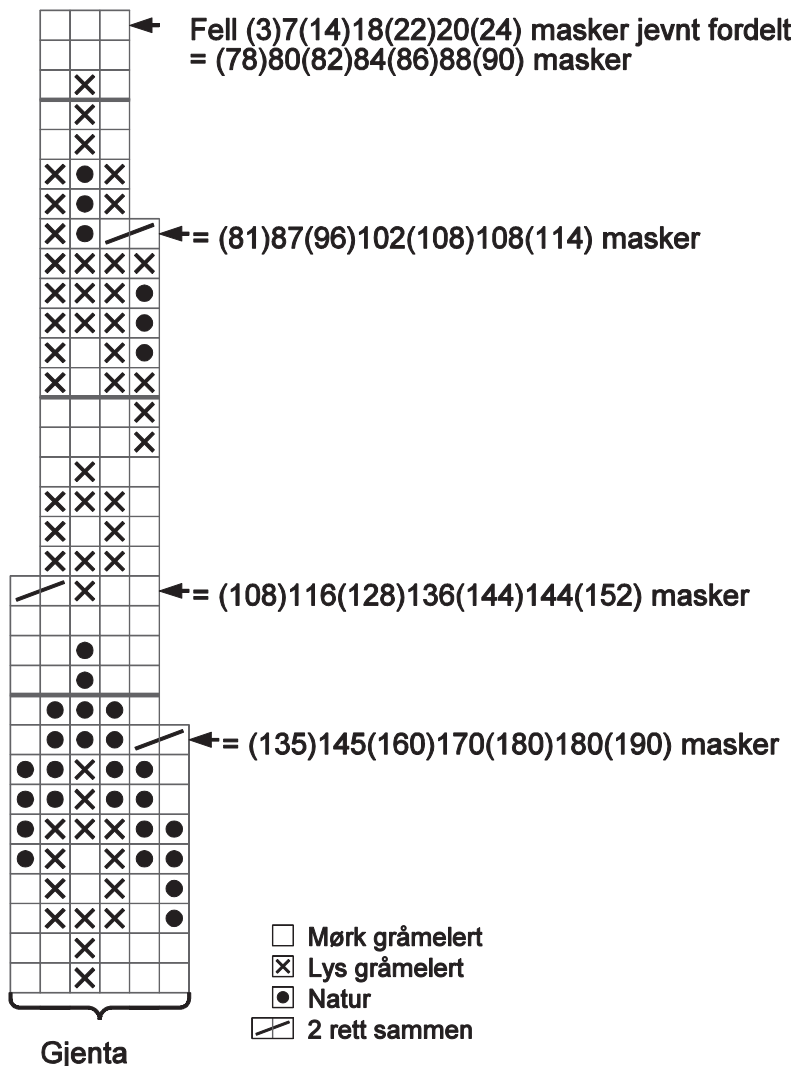 Fell (3)7(14)18(22)20(24) masker jevnt fordelt
= (78)80(82)84(86)88(90) masker
= (81)87(96)102(108)108(114) masker
= (108)116(128)136(144)144(152) masker
= (135)145(160)170(180)180(190) masker
Mørk gråmelert
Lys gråmelert
Natur
2 rett sammen
Gjenta